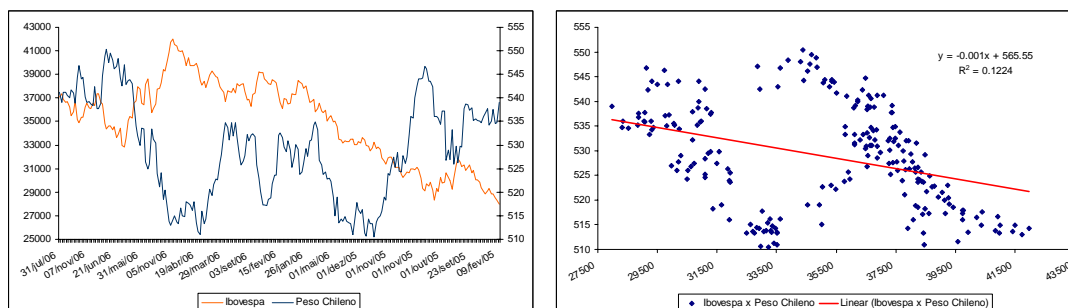 43000
41000
39000
37000
35000
33000
31000
29000
27000
25000
555
550
545
540
535
530
525
520
515
510
31/jul/06
07/nov/06
21/jun/06
31/mai/06
05/nov/05
19/abr/06
29/mar/06
03/set/06
15/fev/06
26/jan/06
01/mai/06
01/dez/05
01/nov/05
01/nov/05
01/out/05
23/set/05
09/fev/05
Ibovespa
Peso Chileno
555
550
545
540
535
530
525
520
515
510
y = -0.001x + 565.55
R² = 0.1224
27500
29500
31500
33500
35500
37500
39500
41500
43500
Ibovespa x Peso Chileno
Linear (Ibovespa x Peso Chileno)